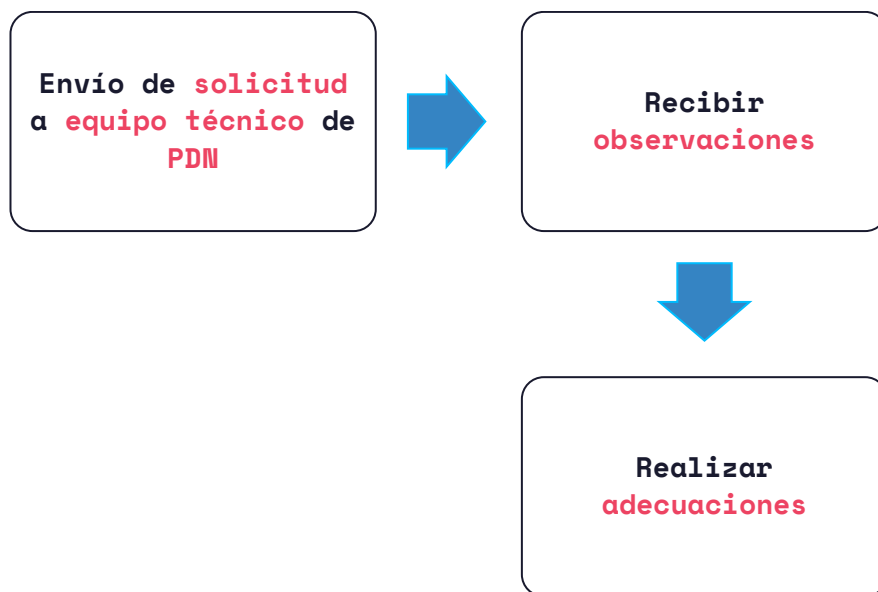 Envío de solicitud
a equipo técnico de
PDN
Recibir
observaciones
Realizar
adecuaciones